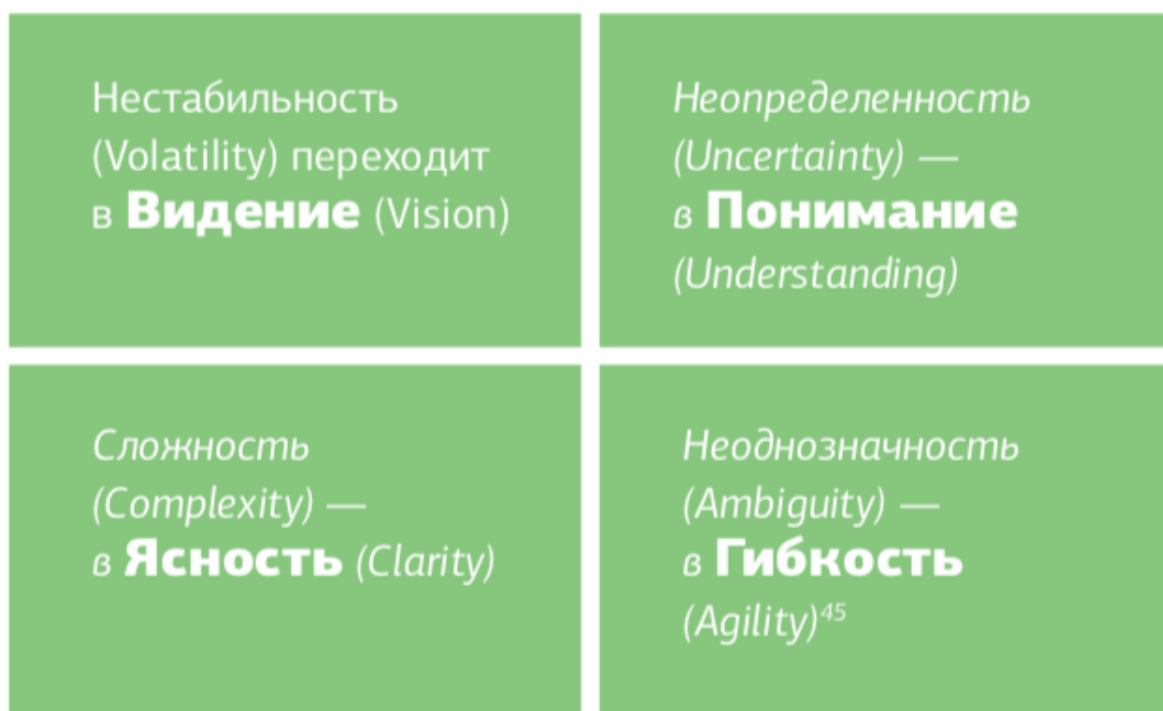 Нестабильность
(Volatility) переходит
в Видение (Vision)
Неопределенность
(Uncertainty) —
в Понимание
(Understanding)
Сложность
(Complexity) —
в Ясность (Clarity)
Неоднозначность
(Ambiguity) —
в Гибкость
(Agility)⁴⁵